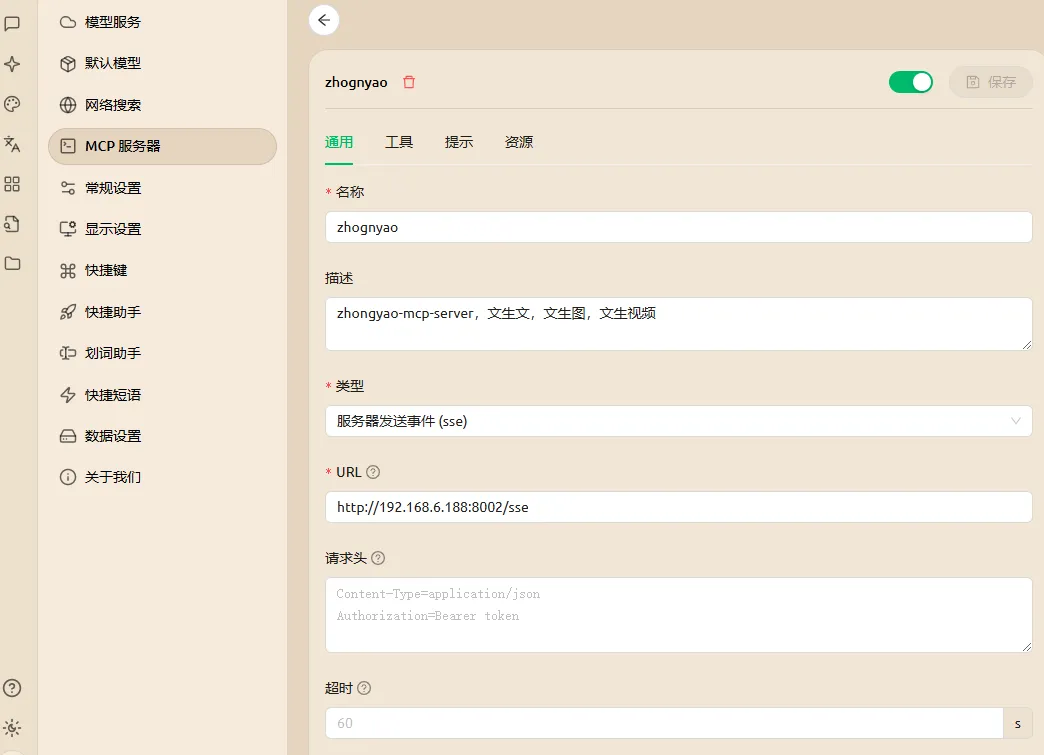 模型服务
默认模型
网络搜索
MCP 服务器
常规设置
显示设置
快捷键
快捷助手
划词助手
快捷短语
数据设置
关于我们
zhognyao
保存
通用 工具 提示 资源
* 名称
zhognyao
描述
zhongyao-mcp-server，文生文，文生图，文生视频
* 类型
服务器发送事件 (sse)
* URL
http://192.168.6.188:8002/sse
请求头
Content-Type=application/json
Authorization=Bearer token
超时
60
s